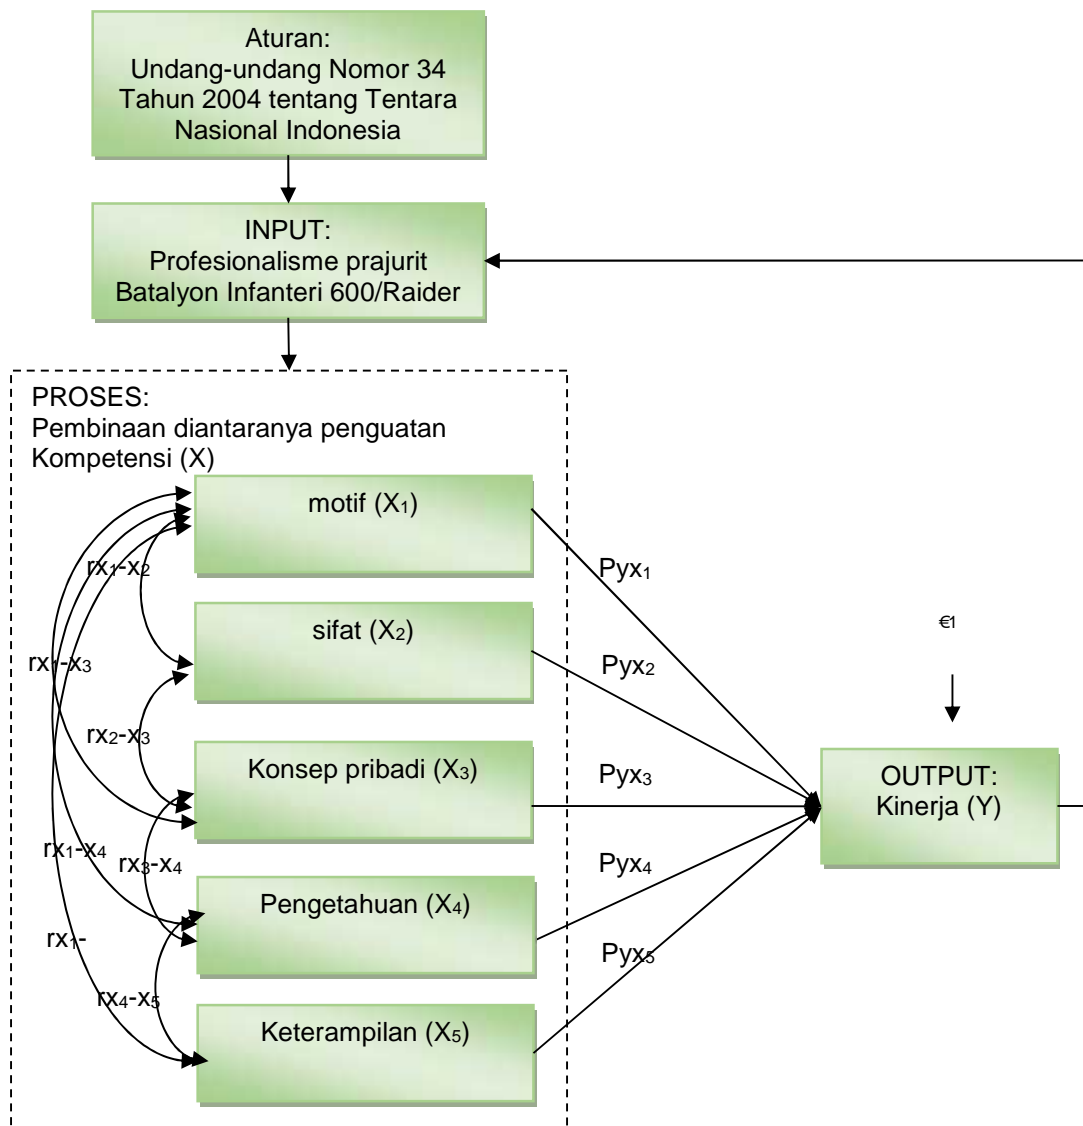 Aturan:
Undang-undang Nomor 34
Tahun 2004 tentang Tentara
Nasional Indonesia
INPUT:
Profesionalisme prajurit
Batalyon Infanteri 600/Raider
PROSES:
Pembinaan diantaranya penguatan
Kompetensi (X)
motif (X₁)
rx₁-x₂
Pyx₁
sifat (X₂)
€1
rx₁-x₃
Pyx₂
rx₂-x₃
Konsep pribadi (X₃)
Pyx₃
OUTPUT:
Kinerja (Y)
rx₁-x₄
rx₃-x₄
Pyx₄
Pengetahuan (X₄)
rx₁-
Pyx₅
rx₄-x₅
Keterampilan (X₅)